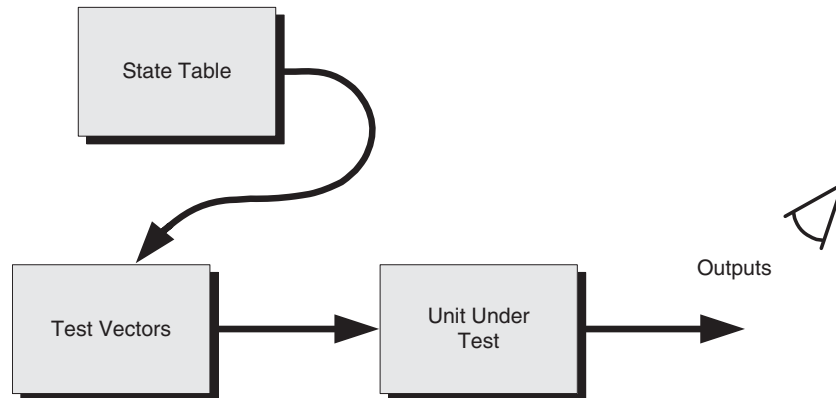 State Table
Outputs
Test Vectors
Unit Under
Test